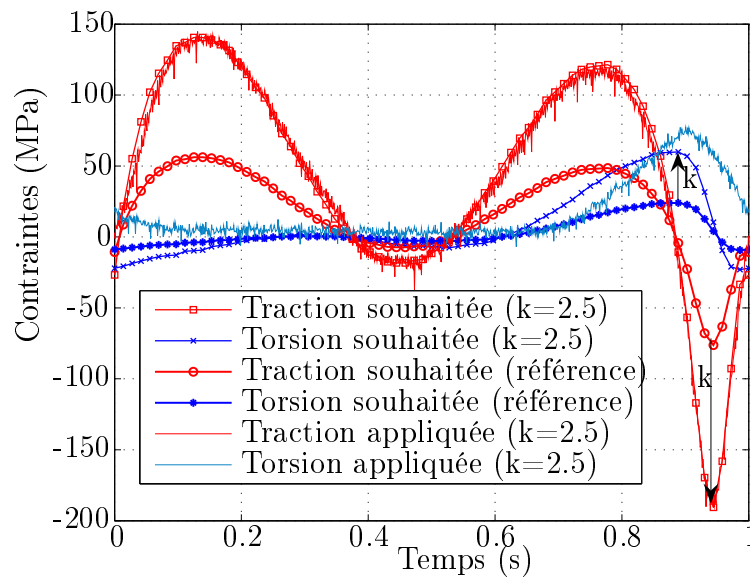 150
100
50
0
-50
-100
-150
-200
Contraintes (MPa)
k
k
Traction souhaitée (k=2.5)
Torsion souhaitée (k=2.5)
Traction souhaitée (référence)
Torsion souhaitée (référence)
Traction appliquée (k=2.5)
Torsion appliquée (k=2.5)
0 0.2 0.4 0.6 0.8 1
Temps (s)